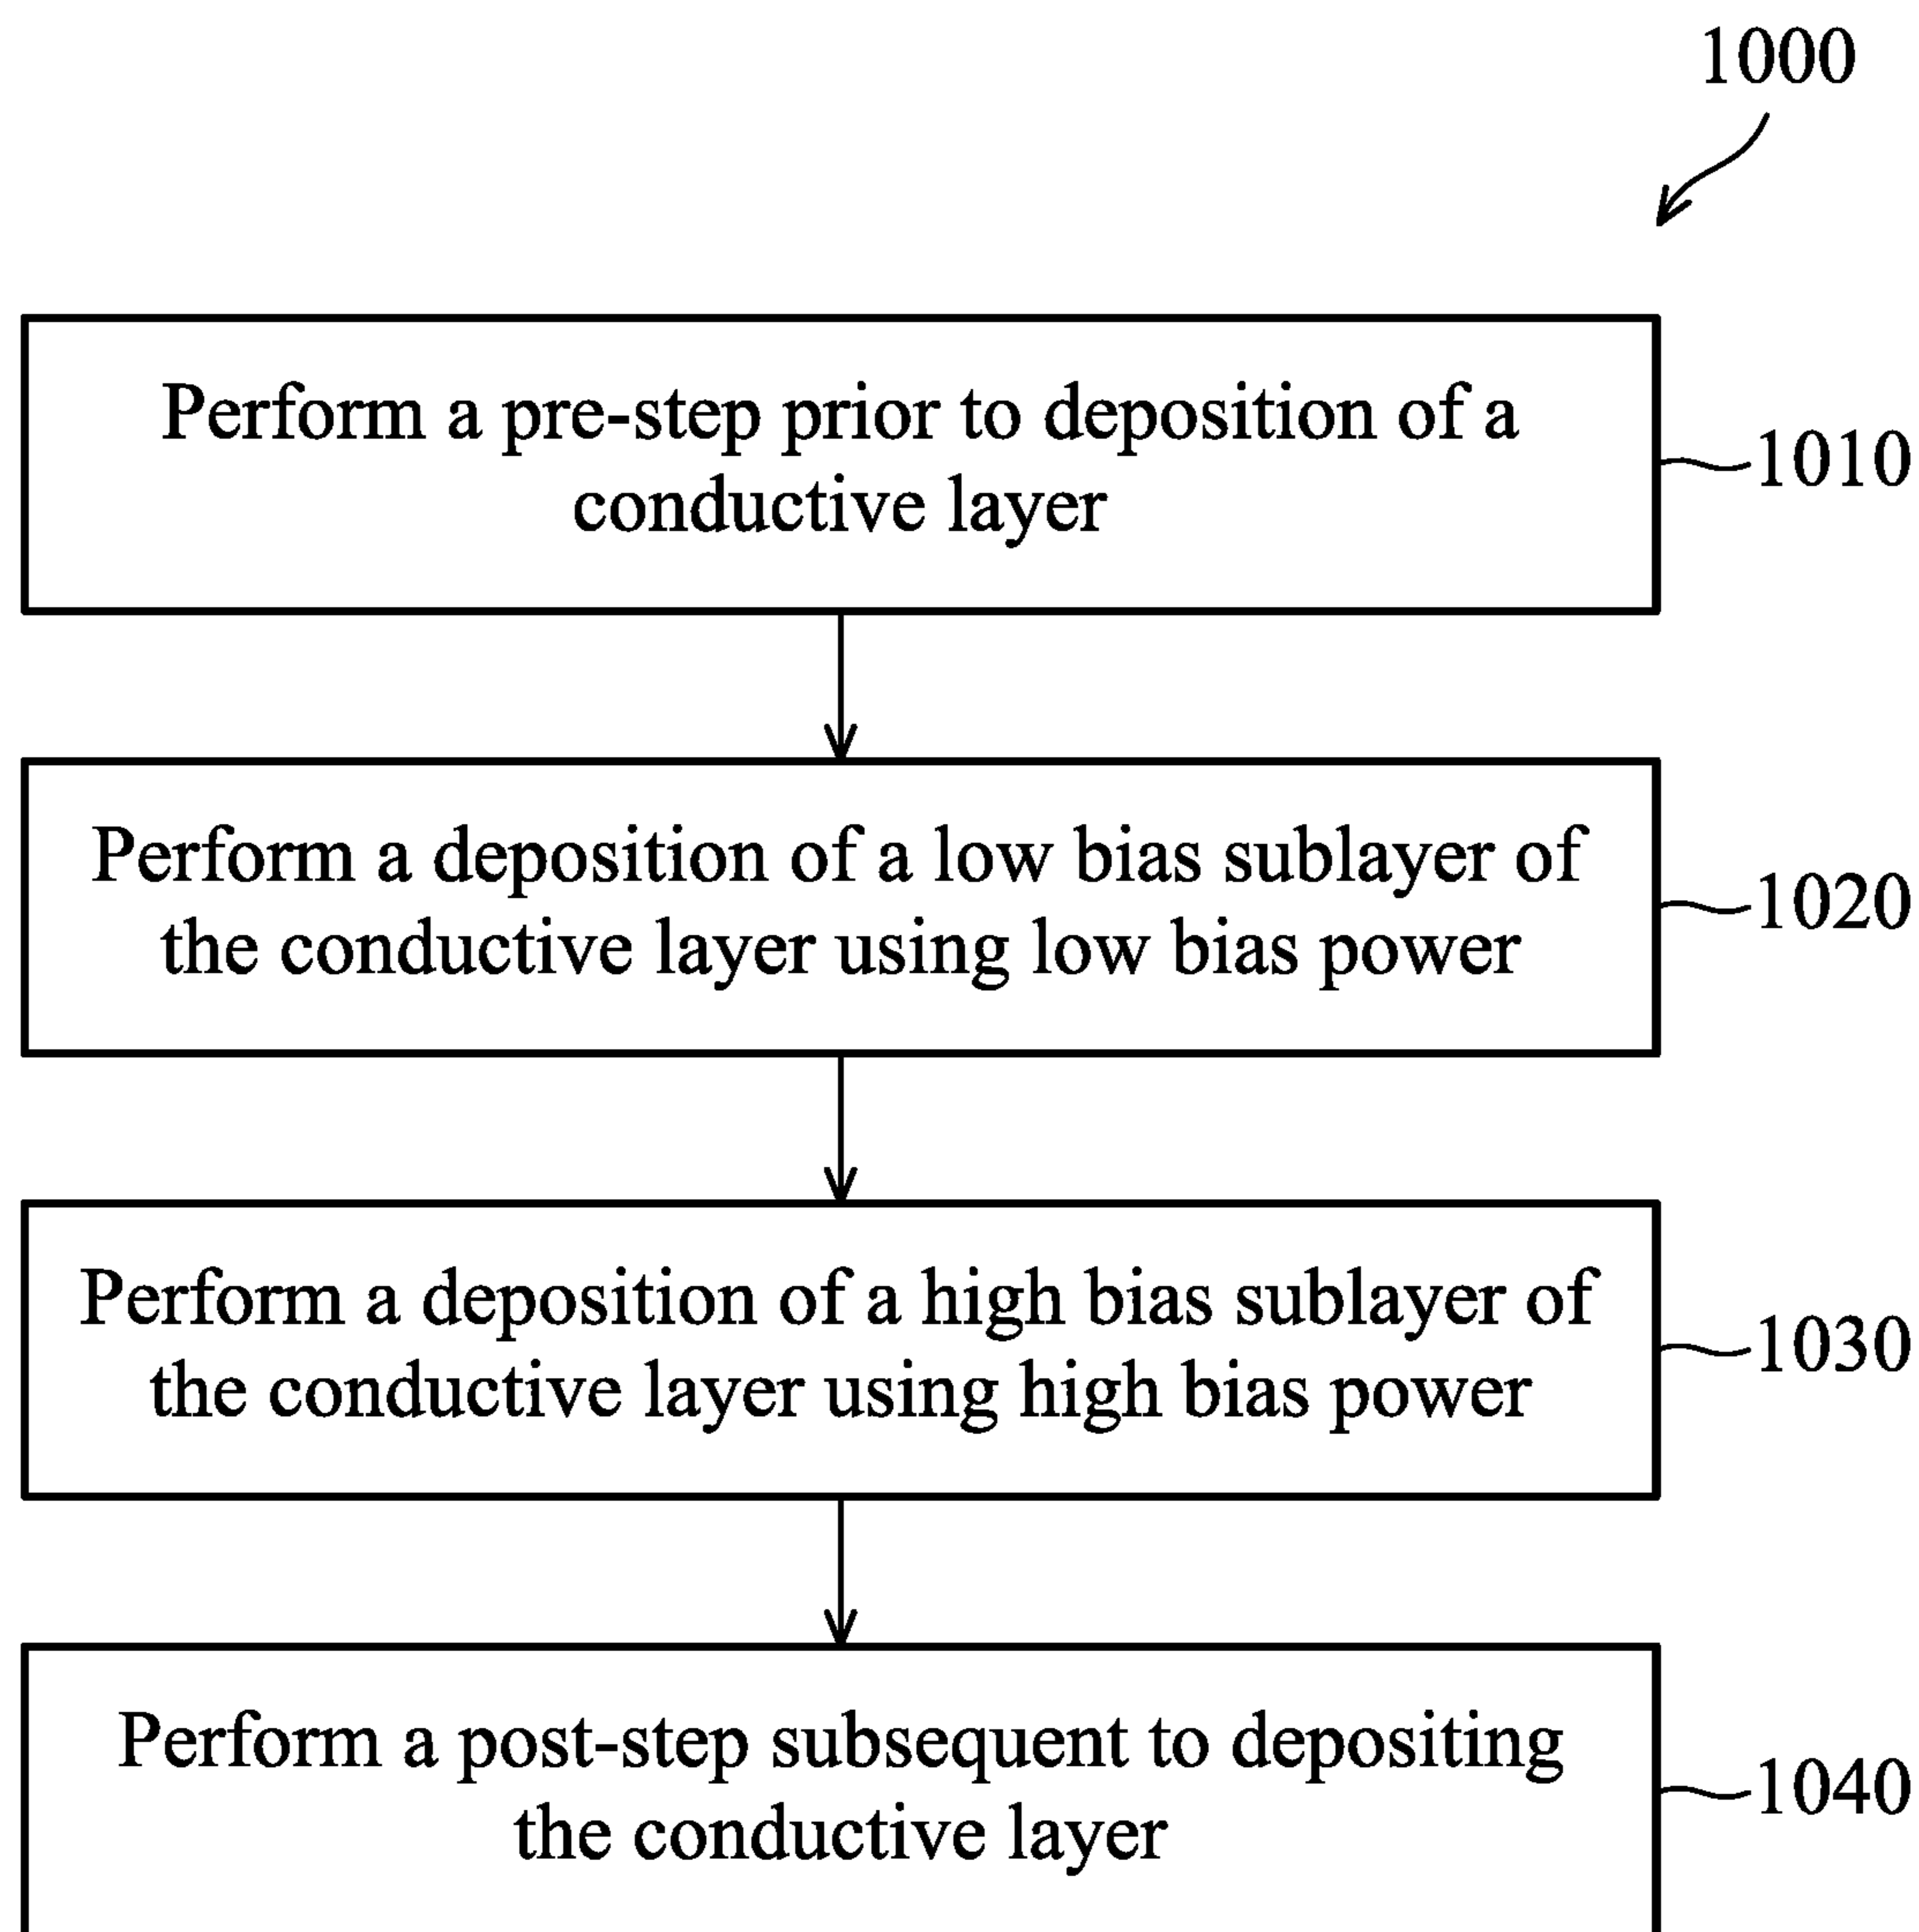 1000
Perform a pre-step prior to deposition of a
conductive layer
1010
Perform a deposition of a low bias sublayer of
the conductive layer using low bias power
1020
Perform a deposition of a high bias sublayer of
the conductive layer using high bias power
1030
Perform a post-step subsequent to depositing
the conductive layer
1040